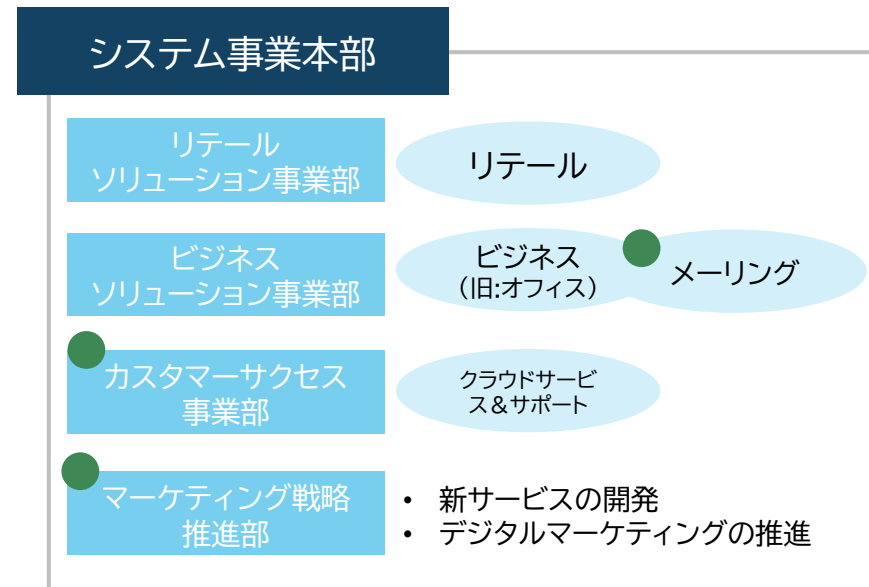 システム事業本部
リテール
ソリューション事業部
リテール
ビジネス
ソリューション事業部
ビジネス
（旧:オフィス）
メーリング
カスタマーサクセス
事業部
クラウドサービ
ス＆サポート
マーケティング戦略
推進部
• 新サービスの開発
• デジタルマーケティングの推進